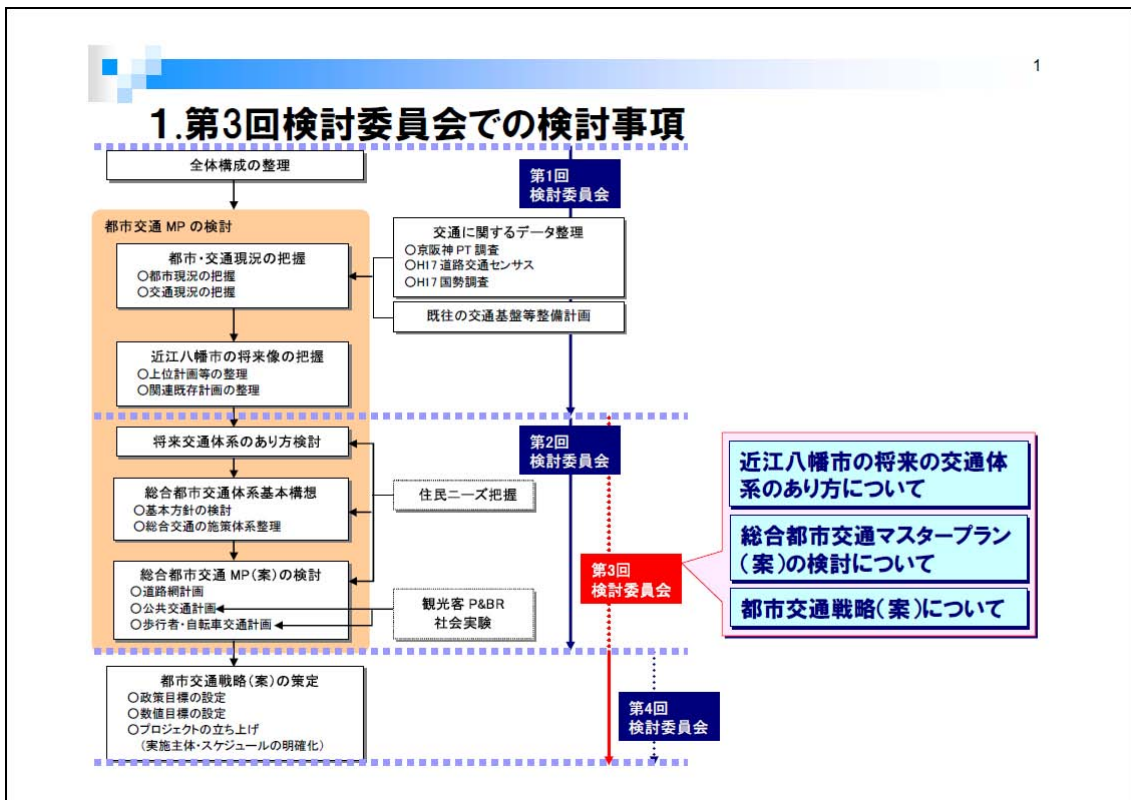 1
1.第3回検討委員会での検討事項
全体構成の整理
第1回
検討委員会
都市交通 MP の検討
都市・交通現況の把握
○都市現況の把握
○交通現況の把握
交通に関するデータ整理
○京阪神 PT 調査
○H17 道路交通センサス
○H17 国勢調査
既往の交通基盤等整備計画
近江八幡市の将来像の把握
○上位計画等の整理
○関連既存計画の整理
将来交通体系のあり方検討
第2回
検討委員会
総合都市交通体系基本構想
○基本方針の検討
○総合交通の施策体系整理
住民ニーズ把握
総合都市交通 MP(案)の検討
○道路網計画
○公共交通計画
○歩行者・自転車交通計画
観光客 P&BR
社会実験
第3回
検討委員会
近江八幡市の将来の交通体
系のあり方について
総合都市交通マスタープラン
(案)の検討について
都市交通戦略(案)について
都市交通戦略(案)の策定
○政策目標の設定
○数値目標の設定
○プロジェクトの立ち上げ
(実施主体・スケジュールの明確化)
第4回
検討委員会